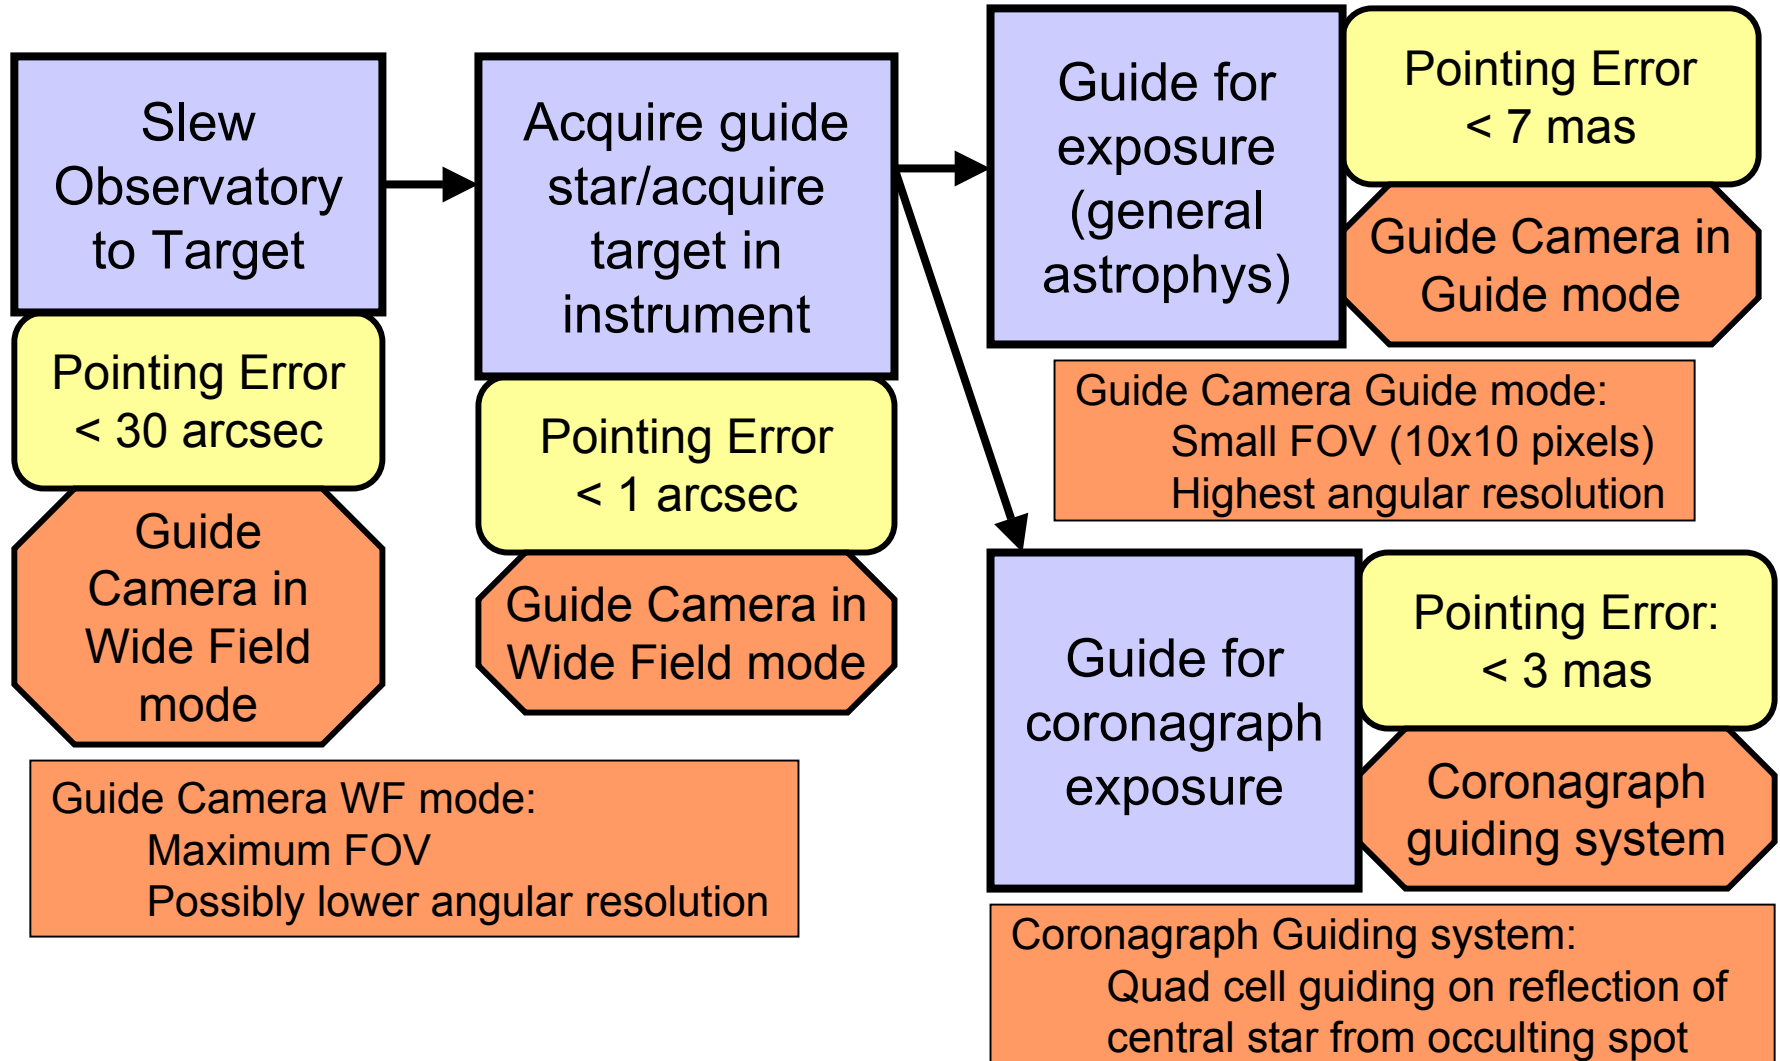 Slew
Observatory
to Target
Pointing Error
< 30 arcsec
Guide
Camera in
Wide Field
mode
Guide Camera WF mode:
Maximum FOV
Possibly lower angular resolution
Acquire guide
star/acquire
target in
instrument
Pointing Error
< 1 arcsec
Guide Camera in
Wide Field mode
Guide for
exposure
(general
astrophys)
Pointing Error
< 7 mas
Guide Camera in
Guide mode
Guide Camera Guide mode:
Small FOV (10x10 pixels)
Highest angular resolution
Guide for
coronagraph
exposure
Pointing Error:
< 3 mas
Coronagraph
guiding system
Coronagraph Guiding system:
Quad cell guiding on reflection of
central star from occulting spot